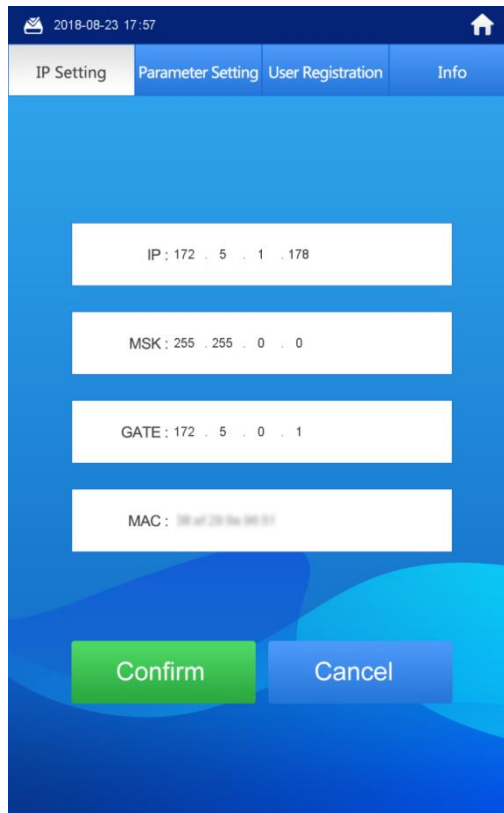 2018-08-23 17:57
IP Setting Parameter Setting User Registration Info
IP : 172 . 5 . 1 . 178
MSK : 255 . 255 . 0 . 0
GATE : 172 . 5 . 0 . 1
MAC :
Confirm Cancel